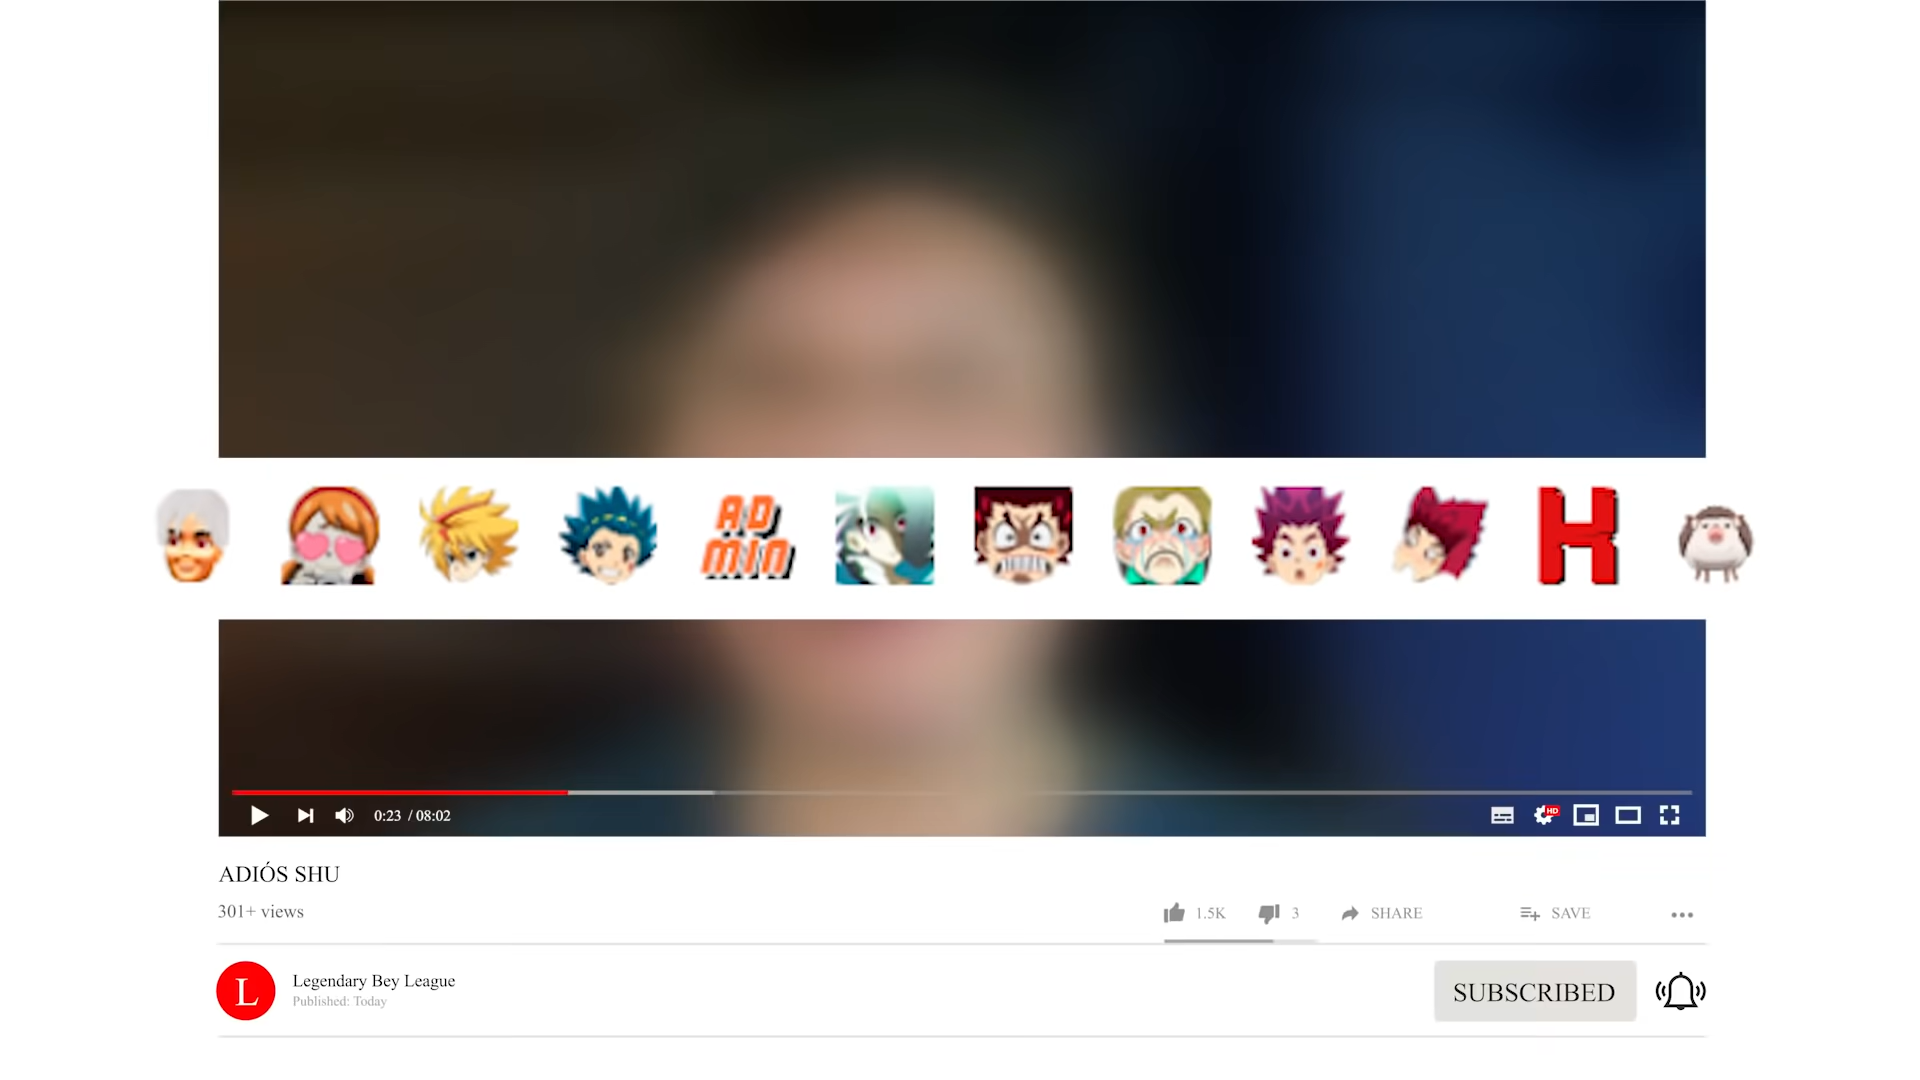 AD
MIN
K
0:23 / 08:02
HD
ADIÓS SHU
301+ views
1.5K
3
SHARE
SAVE
L
Legendary Bey League
Published: Today
SUBSCRIBED